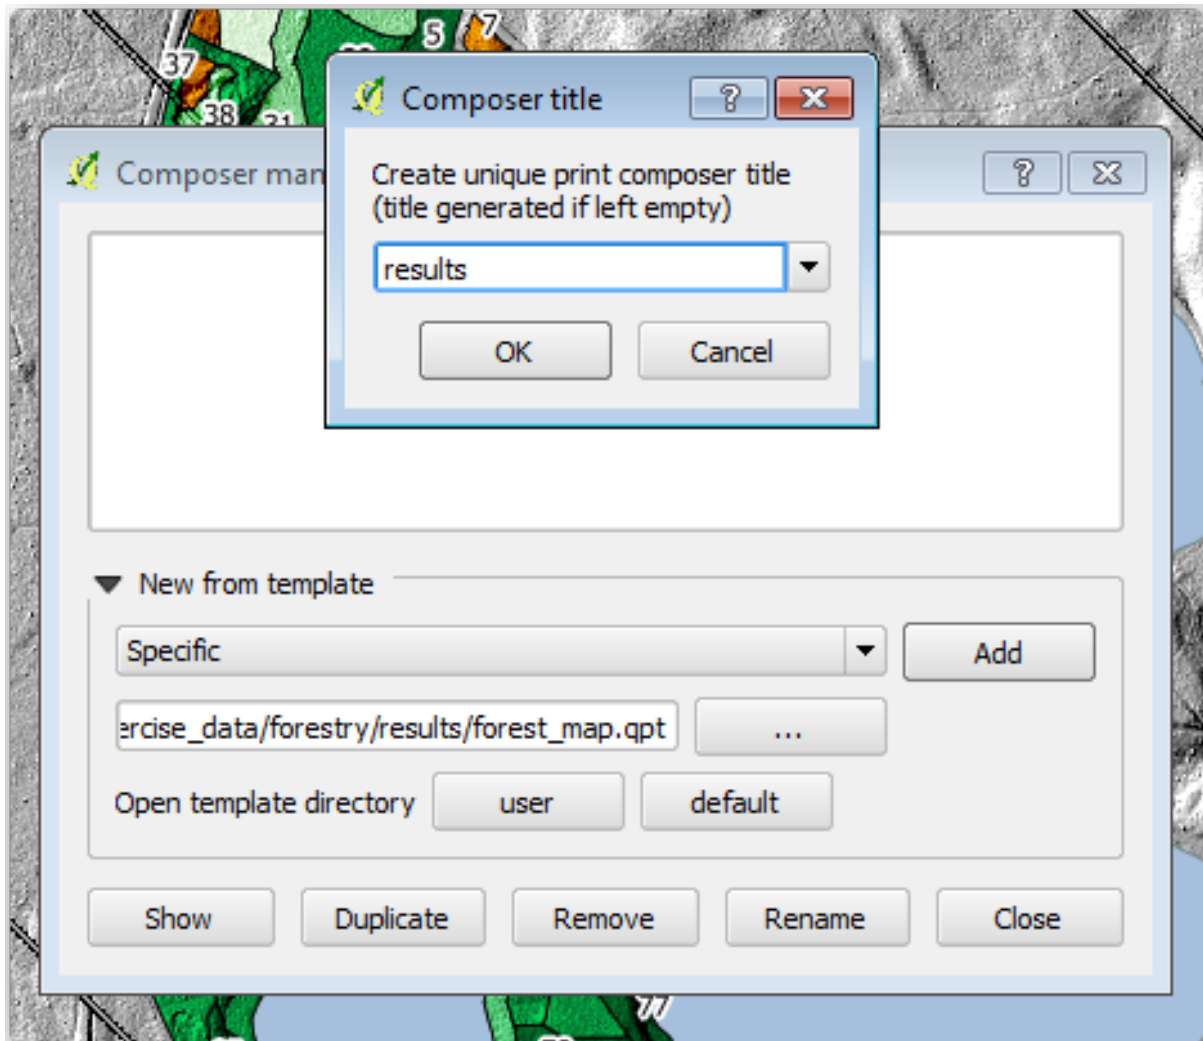 5
7
37
38
Composer title
Create unique print composer title
(title generated if left empty)
results
OK
Cancel
Composer man
New from template
Specific
Add
ercise_data/forestry/results/forest_map.qpt
...
Open template directory
user
default
Show
Duplicate
Remove
Rename
Close